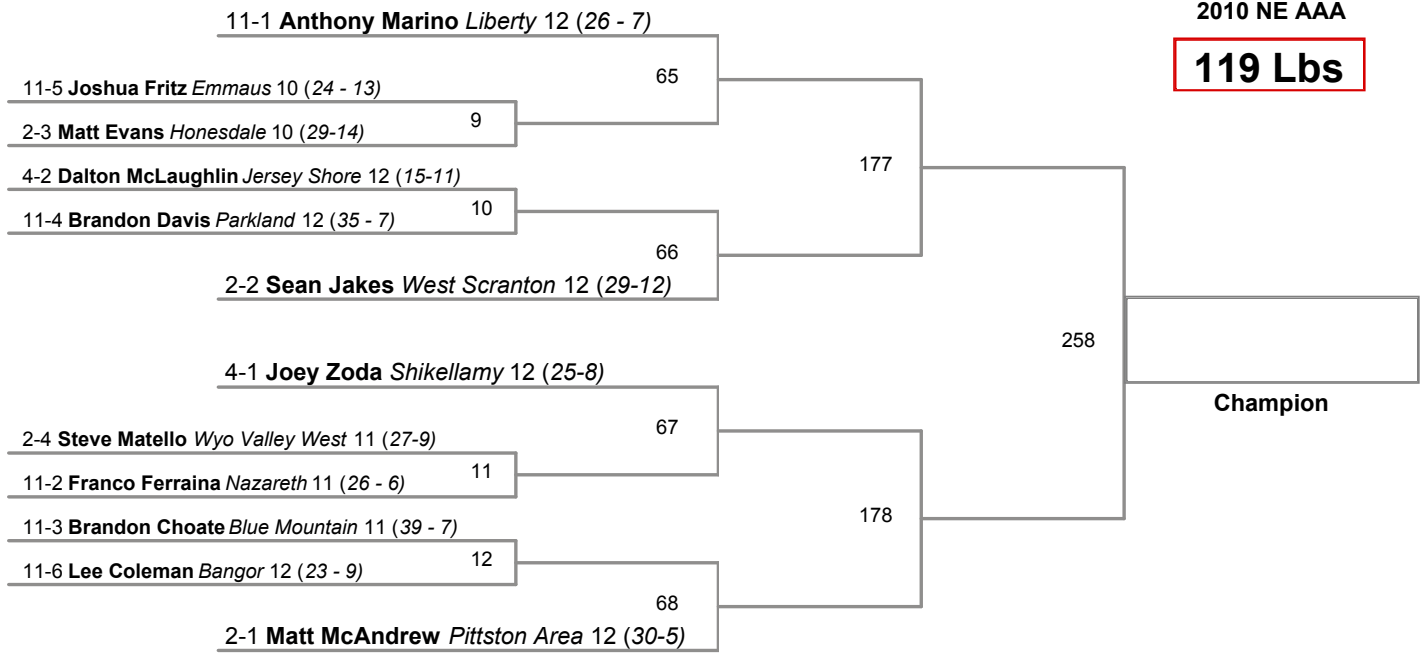 2010 NE AAA
119 Lbs
11-1 Anthony Marino Liberty 12 (26 - 7)
65
11-5 Joshua Fritz Emmaus 10 (24 - 13)
9
2-3 Matt Evans Honesdale 10 (29-14)
177
4-2 Dalton McLaughlin Jersey Shore 12 (15-11)
10
11-4 Brandon Davis Parkland 12 (35 - 7)
66
2-2 Sean Jakes West Scranton 12 (29-12)
258
4-1 Joey Zoda Shikellamy 12 (25-8)
Champion
67
2-4 Steve Matello Wyo Valley West 11 (27-9)
11
11-2 Franco Ferraina Nazareth 11 (26 - 6)
178
11-3 Brandon Choate Blue Mountain 11 (39 - 7)
12
11-6 Lee Coleman Bangor 12 (23 - 9)
68
2-1 Matt McAndrew Pittston Area 12 (30-5)